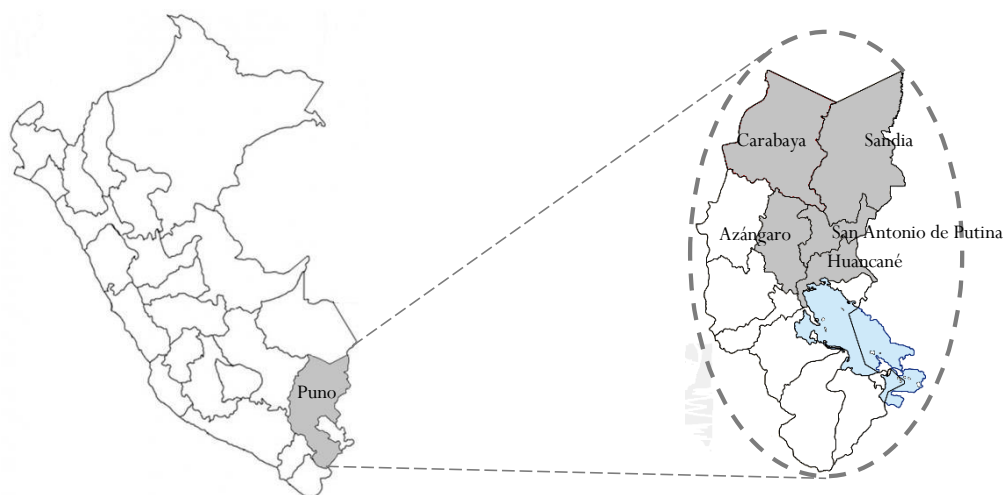 Carabaya
Sandia
Azángaro
San Antonio de Putina
Huancané
Puno